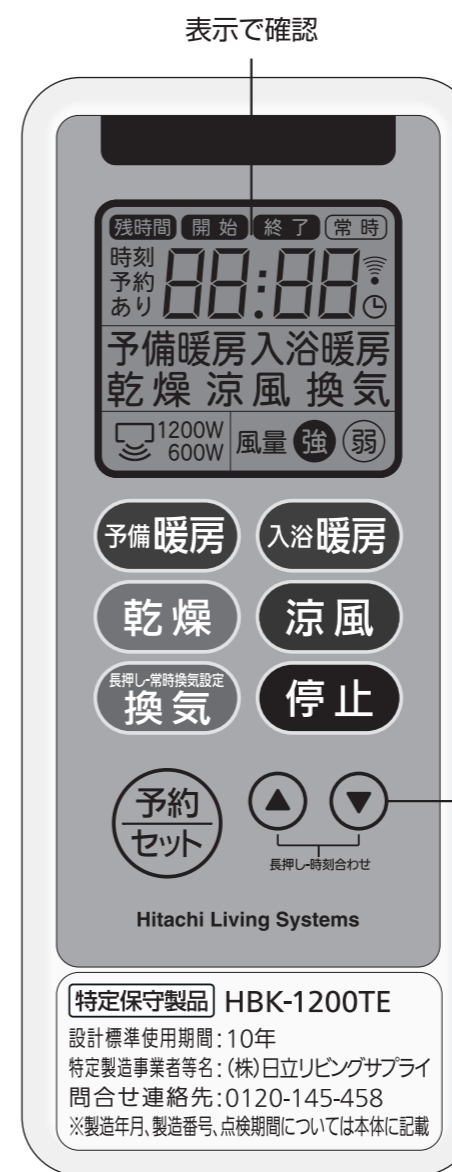 表示で確認
残時間 開始 終了 常時
時刻 88:88
予約
あり
予備暖房 入浴暖房
乾燥 涼風 換気
1200W 風量 強 弱
600W
予備暖房 入浴暖房
乾燥 涼風
長押し-常時換気設定
換気 停止
予約
セット
▲ ▼
長押し-時刻合わせ
Hitachi Living Systems
特定保守製品 HBK-1200TE
設計標準使用期間:10年
特定製造事業者等名:(株)日立リビングサプライ
問合せ連絡先:0120-145-458
※製造年月、製造番号、点検期間については本体に記載